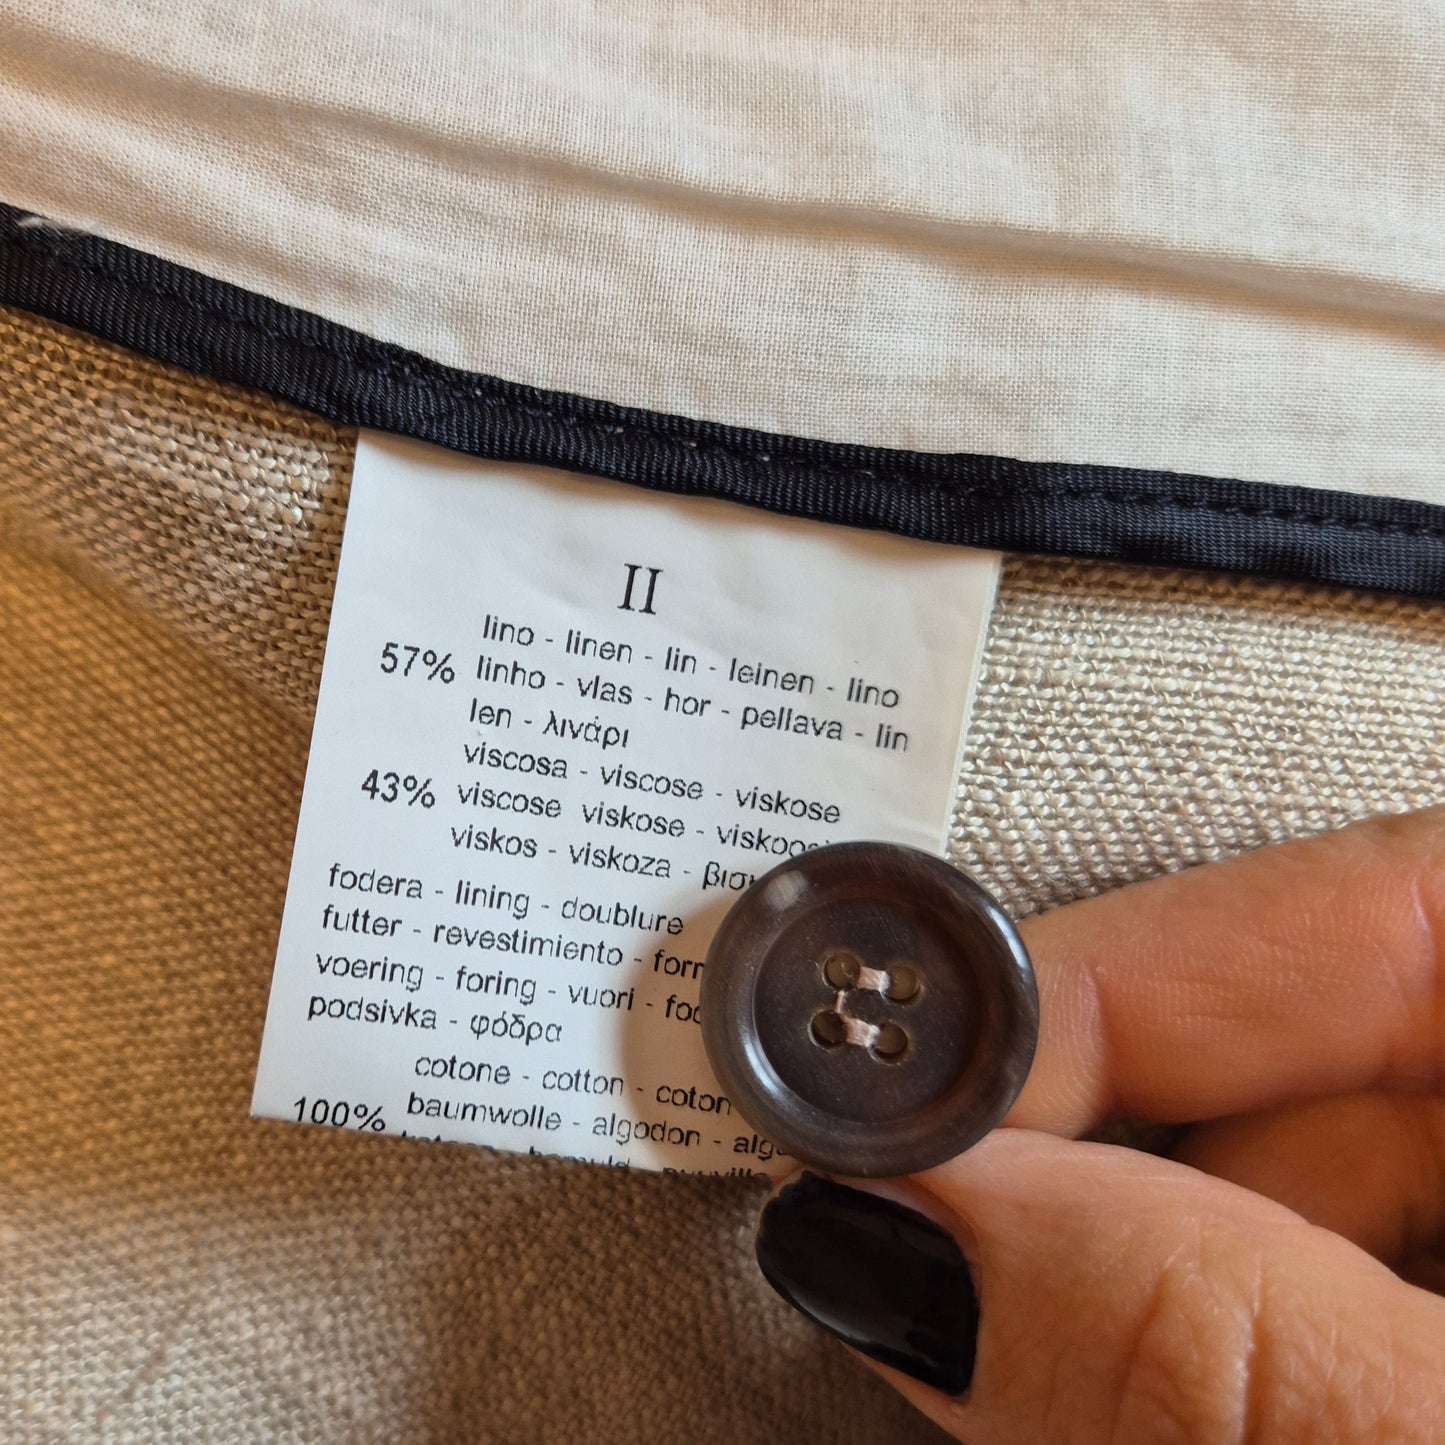 II
lino - linen - lin - leinen - lino
57% linho - vlas - hor - pellava - lin
len - λινάρι
viscosa - viscose - viskose
43% viscose viskose - 
viskos - viskoza -
fodera - lining - doublure
futter - revestimiento -
voering - foring - vuori -
podsivka - φόδρα
cotone - cotton - coton
100% baumwolle - algodon -